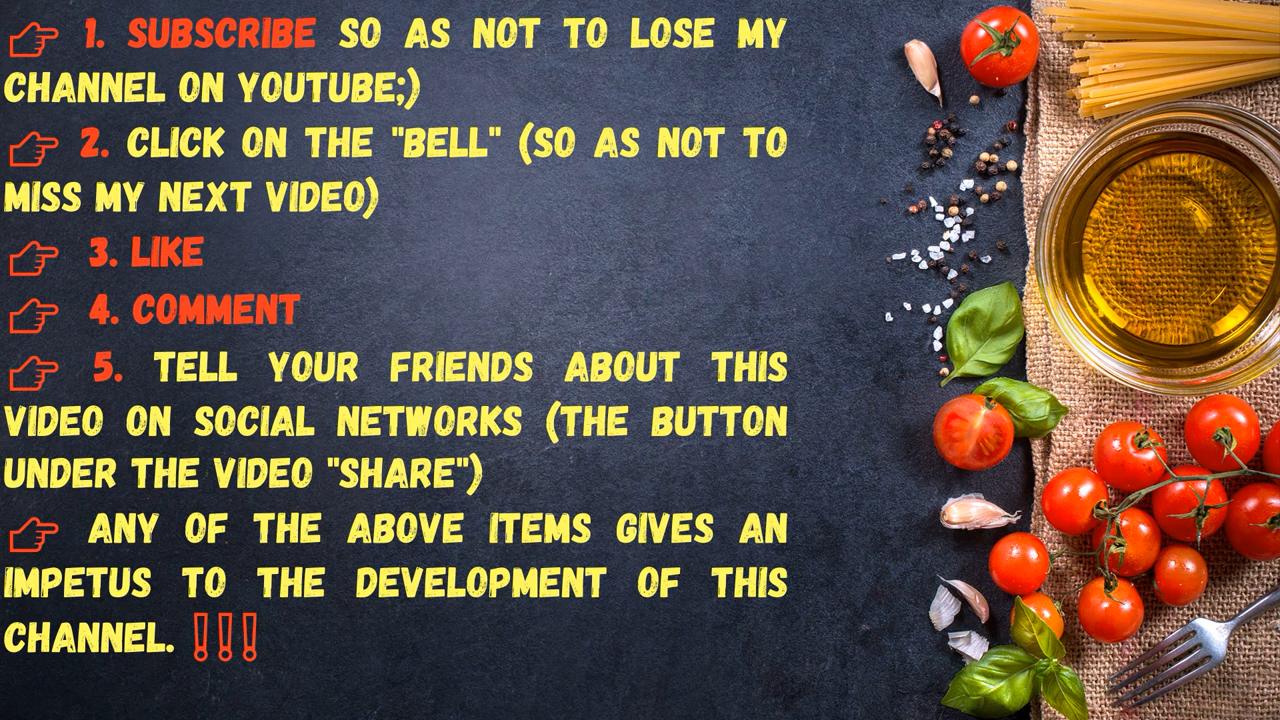 👉 1. SUBSCRIBE SO AS NOT TO LOSE MY
CHANNEL ON YOUTUBE;)
👉 2. CLICK ON THE "BELL" (SO AS NOT TO
MISS MY NEXT VIDEO)
👉 3. LIKE
👉 4. COMMENT
👉 5. TELL YOUR FRIENDS ABOUT THIS
VIDEO ON SOCIAL NETWORKS (THE BUTTON
UNDER THE VIDEO "SHARE")
👉 ANY OF THE ABOVE ITEMS GIVES AN
IMPETUS TO THE DEVELOPMENT OF THIS
CHANNEL. ❗❗❗